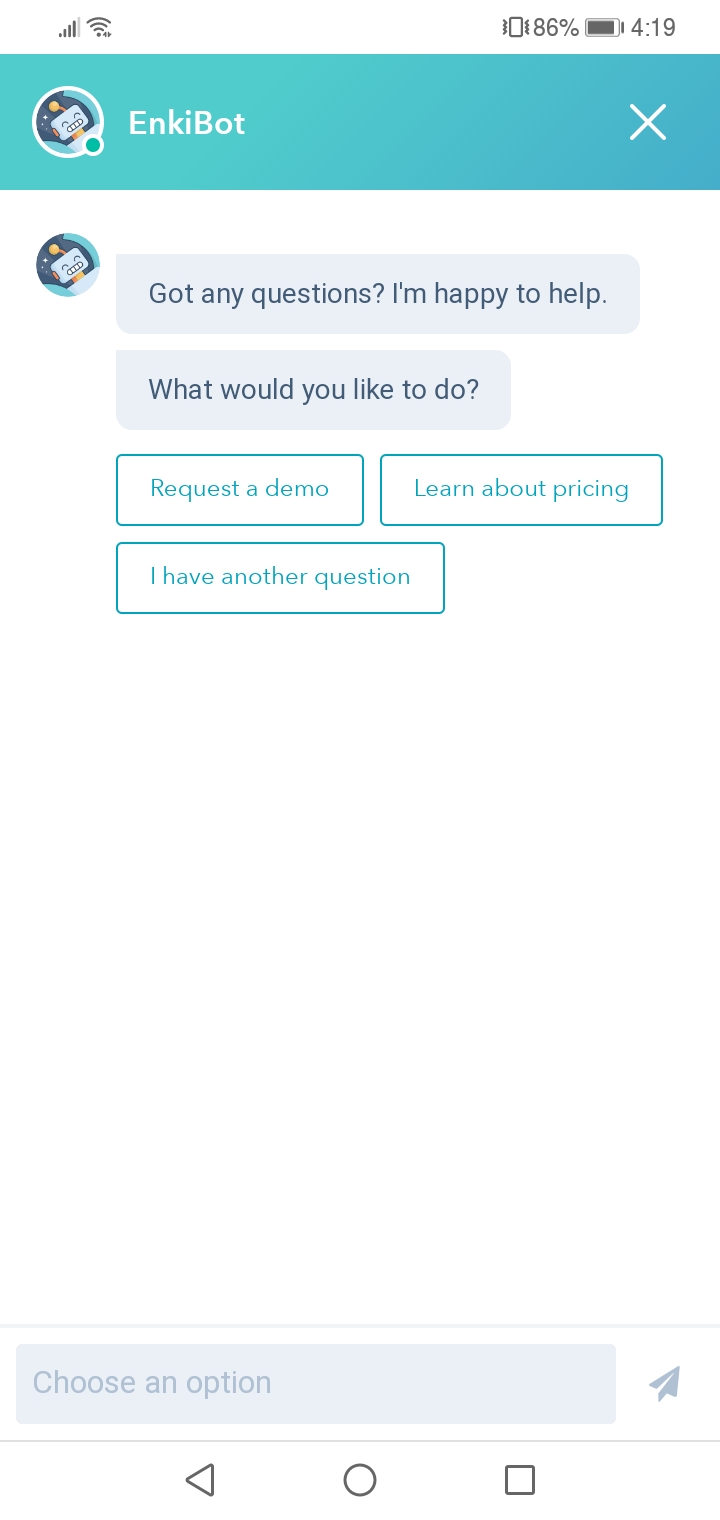 86% 4:19
EnkiBot
Got any questions? I'm happy to help.
What would you like to do?
Request a demo
Learn about pricing
I have another question
Choose an option